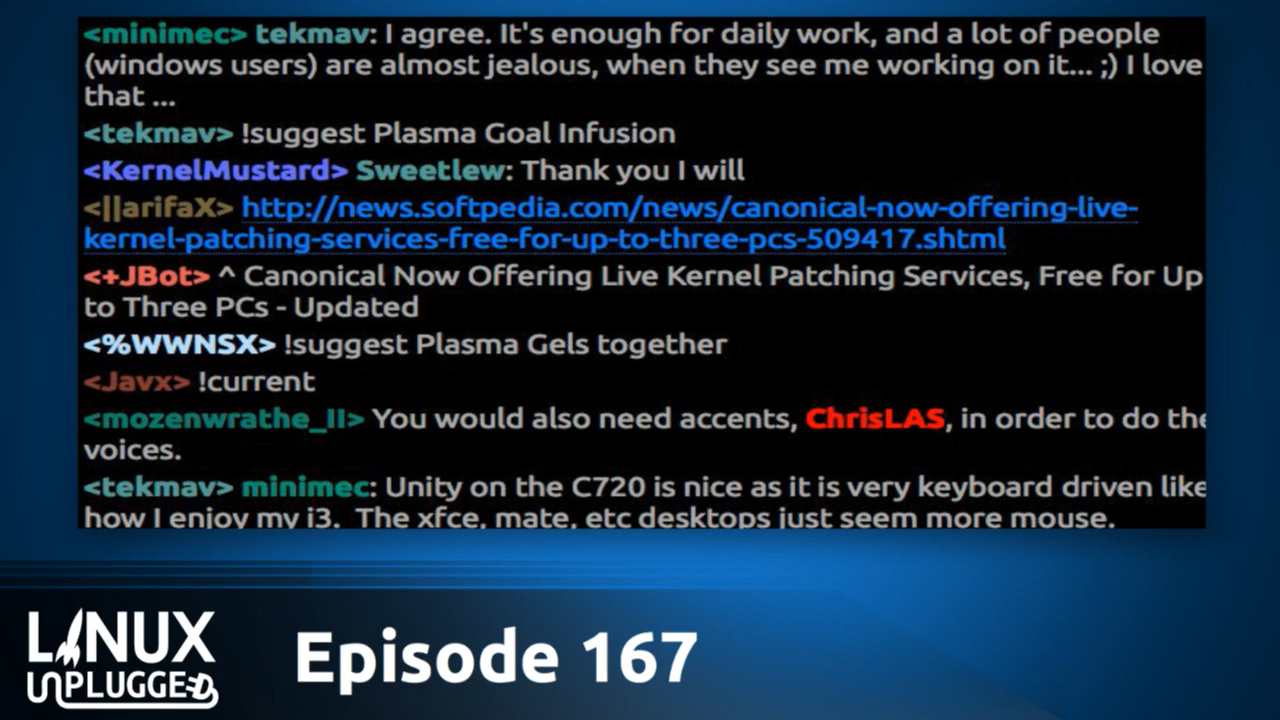 <minimec> tekmav: I agree. It's enough for daily work, and a lot of people
(windows users) are almost jealous, when they see me working on it... ;) I love
that ...
<tekmav> !suggest Plasma Goal Infusion
<KernelMustard> Sweetlew: Thank you I will
<||arifaX> http://news.softpedia.com/news/canonical-now-offering-live-
kernel-patching-services-free-for-up-to-three-pcs-509417.shtml
<+JBot> ^ Canonical Now Offering Live Kernel Patching Services, Free for Up
to Three PCs - Updated
<%WWNSX> !suggest Plasma Gels together
<Javx> !current
<mozenwrathe_II> You would also need accents, ChrisLAS, in order to do the
voices.
<tekmav> minimec: Unity on the C720 is nice as it is very keyboard driven like
how I enjoy my i3. The xfce, mate, etc desktops just seem more mouse.
LINUX
UNPLUGGED
Episode 167